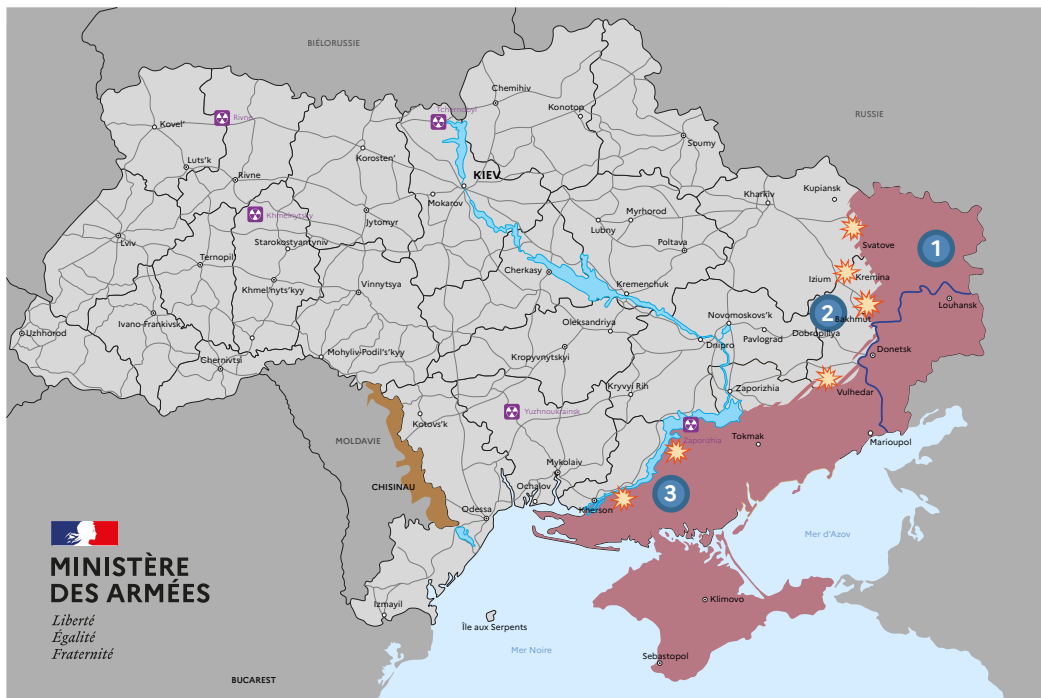 BIÉLORUSSIE
Chernihiv
Tchernobyl
Konotop
RUSSIE
Rivne
Kovel'
Soumy
Korosten'
Luts'k
Rivne
KIEV
Kharkiv
Kupiansk
Mokarov
Khmelnytsky
Jytomyr
Myrhorod
Lubny
Starokostyantyniv
Lviv
Poltava
Svatove
1
Ternopil
Cherkasy
Izium
Kremina
Khmel'nyts'kyy
Vinnytsya
Kremenchuk
Louhansk
2
Bakhmut
Novomoskovs'k
Ivano-Frankivsk
Oleksandriya
Uzhhorod
Dobropillya
Pavlograd
Dnipro
Donetsk
Mohyliv-Podil's'kyy
Kropyvnytskyi
Chernivtsi
Kryvyi Rih
Zaporizhia
Vulhedar
Yuzhnoukrainsk
Kotovs'k
MOLDAVIE
Zaporizhia
Tokmak
Marioupol
Mykolaiv
CHISINAU
Ochakov
3
Odessa
Kherson
Mer d'Azov
MINISTÈRE
DES ARMÉES
Liberté
Égalité
Fraternité
Izmayil
Klimovo
Île aux Serpents
Mer Noire
Sebastopol
BUCAREST